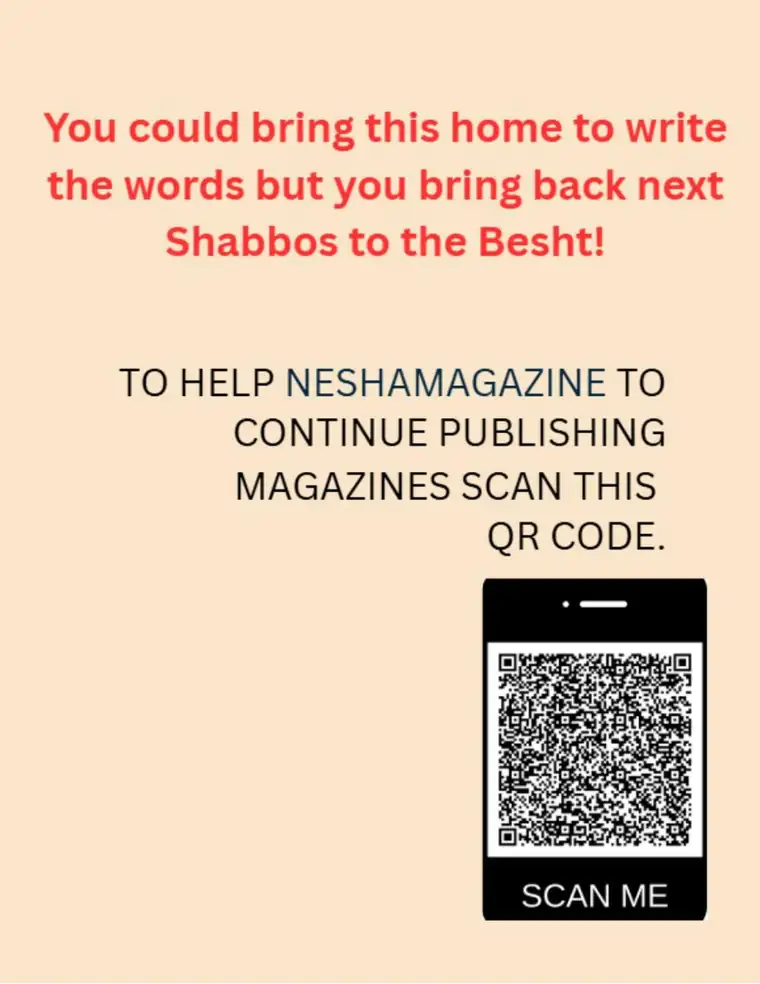 You could bring this home to write
the words but you bring back next
Shabbos to the Besht!
TO HELP NESHAMAGAZINE TO
CONTINUE PUBLISHING
MAGAZINES SCAN THIS
QR CODE.
SCAN ME